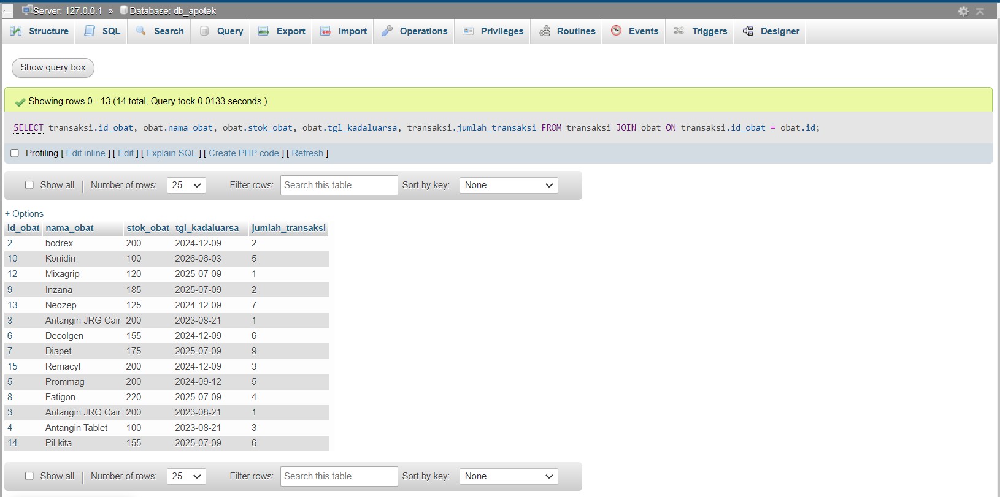 Server: 127.0.0.1 » Database: db_apotek
Structure SQL Search Query Export Import Operations Privileges Routines Events Triggers Designer
Show query box
Showing rows 0 - 13 (14 total, Query took 0.0133 seconds.)
SELECT transaksi.id_obat, obat.nama_obat, obat.stok_obat, obat.tgl_kadaluarsa, transaksi.jumlah_transaksi FROM transaksi JOIN obat ON transaksi.id_obat = obat.id;
Profiling [ Edit inline ] [ Edit ] [ Explain SQL ] [ Create PHP code ] [ Refresh ]
Show all | Number of rows: 25 Filter rows: Search this table Sort by key: None
+ Options
id_obat nama_obat stok_obat tgl_kadaluarsa jumlah_transaksi
2 bodrex 200 2024-12-09 2
10 Konidin 100 2026-06-03 5
12 Mixagrip 120 2025-07-09 1
9 Inzana 185 2025-07-09 2
13 Neozep 125 2024-12-09 7
3 Antangin JRG Cair 200 2023-08-21 1
6 Decolgen 155 2024-12-09 6
7 Diapet 175 2025-07-09 9
15 Remacyl 200 2024-12-09 3
5 Prommag 200 2024-09-12 5
8 Fatigon 220 2025-07-09 4
3 Antangin JRG Cair 200 2023-08-21 1
4 Antangin Tablet 100 2023-08-21 3
14 Pil kita 155 2025-07-09 6
Show all | Number of rows: 25 Filter rows: Search this table Sort by key: None